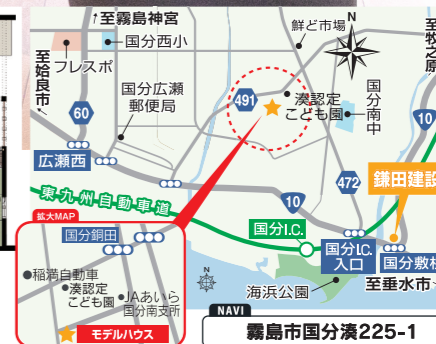 ↑至霧島神宮
国分西小
フレスポ
至姶良市
鮮ど市場
至牧之原
国分広瀬
郵便局
491
湊認定
こども園
国分南中
60
10
広瀬西
472
鎌田建設
東九州自動車道
10
拡大MAP
国分銅田
国分I.C.
国分I.C.
入口
国分敷根
稲満自動車
湊認定
こども園
JAあいら
国分南支所
海浜公園
至垂水市
モデルハウス
NAVI
霧島市国分湊225-1